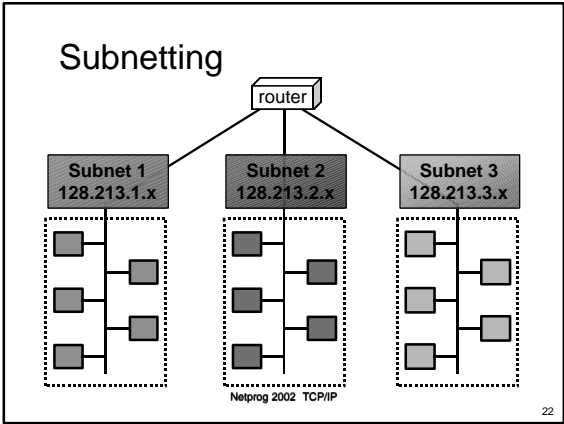 Subnetting
router
Subnet 1
128.213.1.x
Subnet 2
128.213.2.x
Subnet 3
128.213.3.x
Netprog 2002 TCP/IP
22